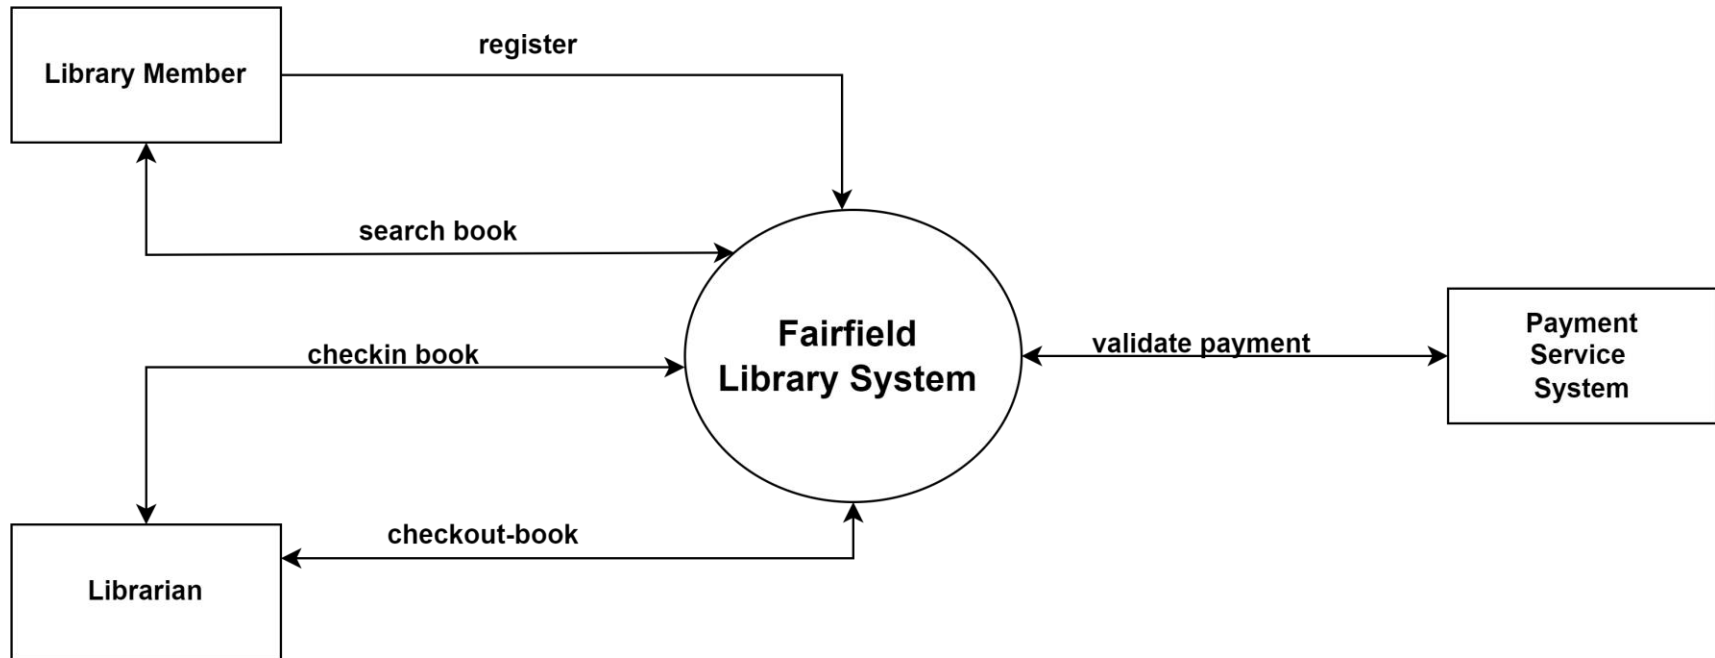 register
Library Member
search book
Fairfield
Library System
checkin book
validate payment
Payment
Service
System
checkout-book
Librarian